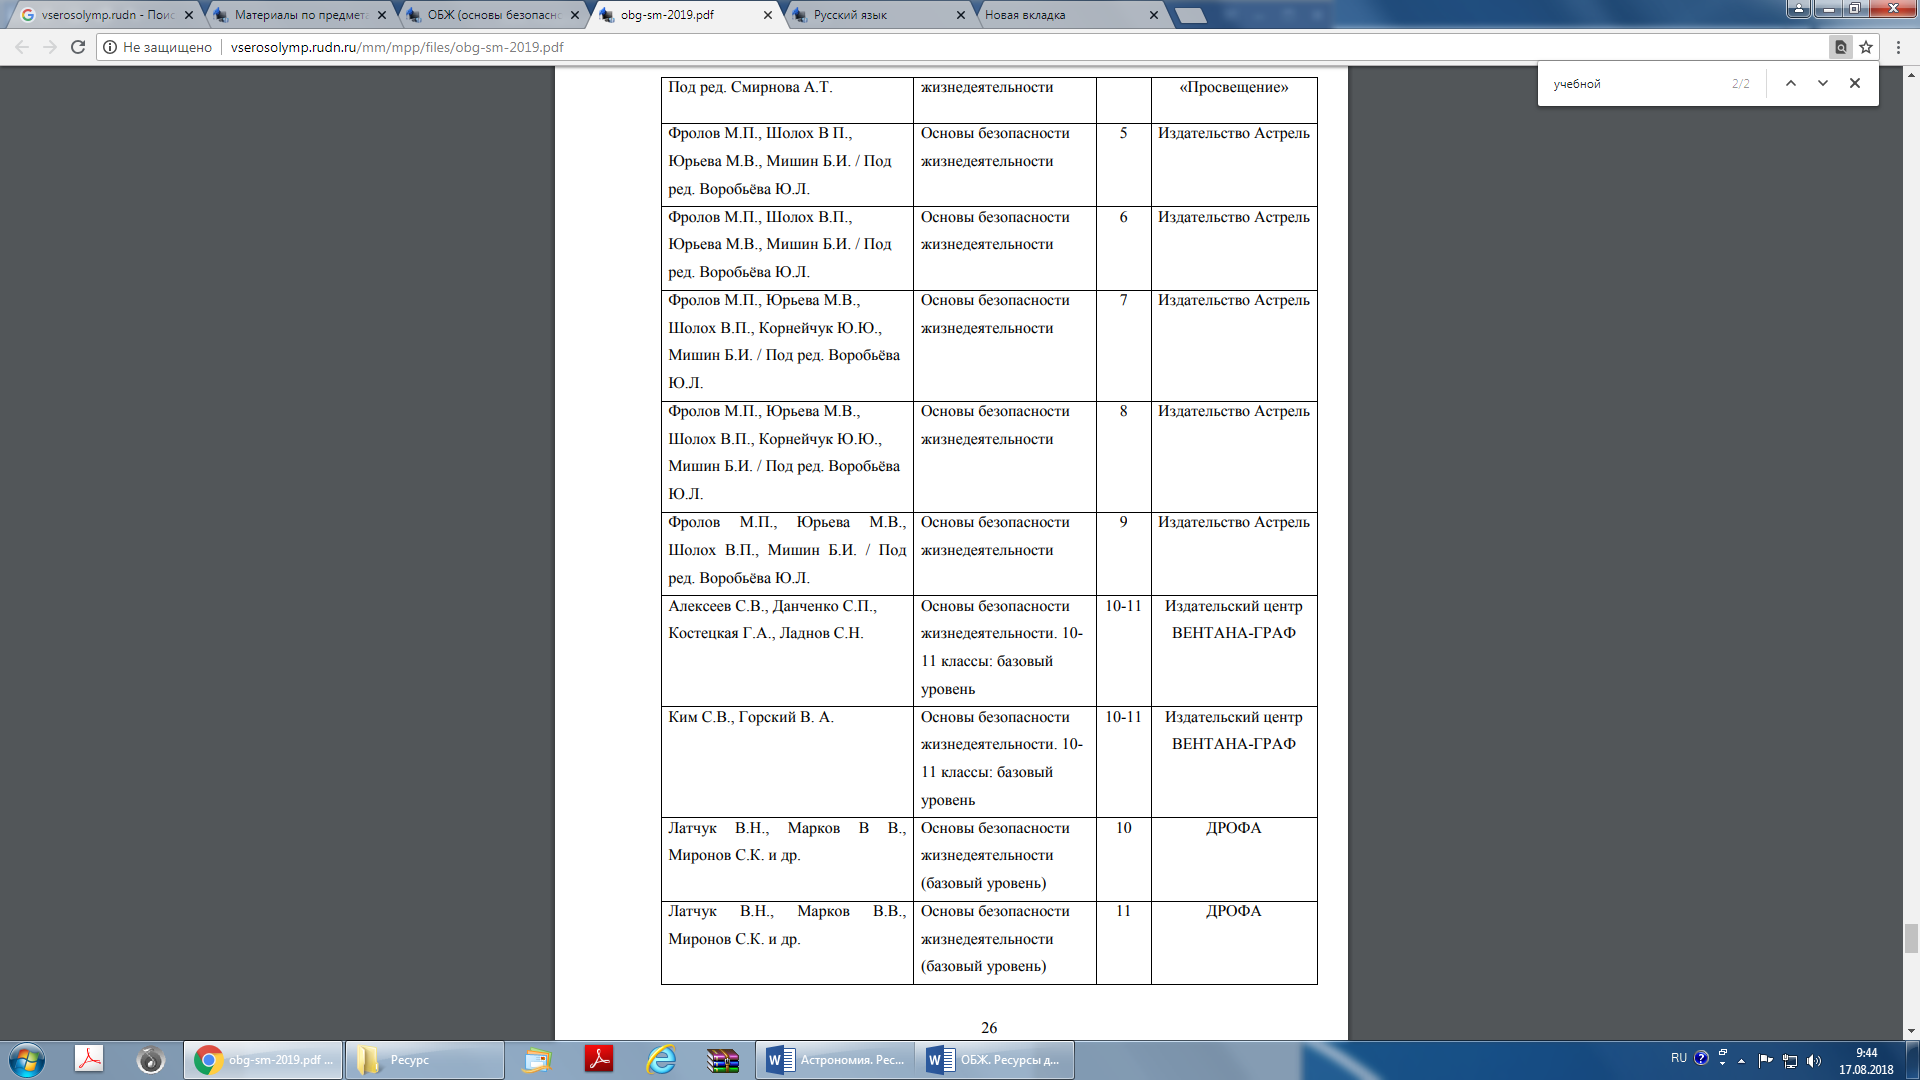 vserosolymp.rudn - Поис
Материалы по предмета
ОБЖ (основы безопасно
obg-sm-2019.pdf
Русский язык
Новая вкладка
Не защищено
vserosolymp.rudn.ru/mm/mpp/files/obg-sm-2019.pdf
учебной
2/2
Под ред. Смирнова А.Т.
жизнедеятельности
«Просвещение»
Фролов М.П., Шолох В П.,
Юрьева М.В., Мишин Б.И. / Под
ред. Воробьёва Ю.Л.
Основы безопасности
жизнедеятельности
5
Издательство Астрель
Фролов М.П., Шолох В.П.,
Юрьева М.В., Мишин Б.И. / Под
ред. Воробьёва Ю.Л.
Основы безопасности
жизнедеятельности
6
Издательство Астрель
Фролов М.П., Юрьева М.В.,
Шолох В.П., Корнейчук Ю.Ю.,
Мишин Б.И. / Под ред. Воробьёва
Ю.Л.
Основы безопасности
жизнедеятельности
7
Издательство Астрель
Фролов М.П., Юрьева М.В.,
Шолох В.П., Корнейчук Ю.Ю.,
Мишин Б.И. / Под ред. Воробьёва
Ю.Л.
Основы безопасности
жизнедеятельности
8
Издательство Астрель
Фролов М.П., Юрьева М.В.,
Шолох В.П., Мишин Б.И. / Под
ред. Воробьёва Ю.Л.
Основы безопасности
жизнедеятельности
9
Издательство Астрель
Алексеев С.В., Данченко С.П.,
Костецкая Г.А., Ладнов С.Н.
Основы безопасности
жизнедеятельности. 10-
11 классы: базовый
уровень
10-11
Издательский центр
ВЕНТАНА-ГРАФ
Ким С.В., Горский В. А.
Основы безопасности
жизнедеятельности. 10-
11 классы: базовый
уровень
10-11
Издательский центр
ВЕНТАНА-ГРАФ
Латчук В.Н., Марков В В.,
Миронов С.К. и др.
Основы безопасности
жизнедеятельности
(базовый уровень)
10
ДРОФА
Латчук В.Н., Марков В.В.,
Миронов С.К. и др.
Основы безопасности
жизнедеятельности
(базовый уровень)
11
ДРОФА
26
obg-sm-2019.pdf ...
Ресурс
Астрономия. Рес...
ОБЖ. Ресурсы д...
RU
9:44
17.08.2018